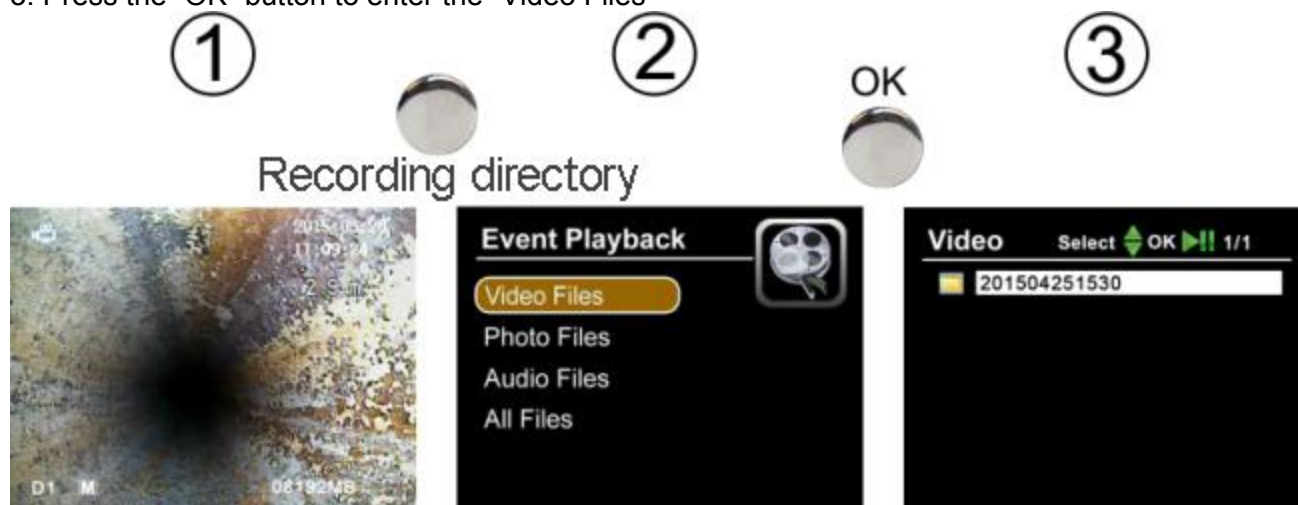 Press the "OK" button to enter the "Video Files"
① ② ③
OK
Recording directory
11:09:24
D1 M 08192MB
Event Playback
Video Files
Photo Files
Audio Files
All Files
Video Select OK 1/1
201504251530